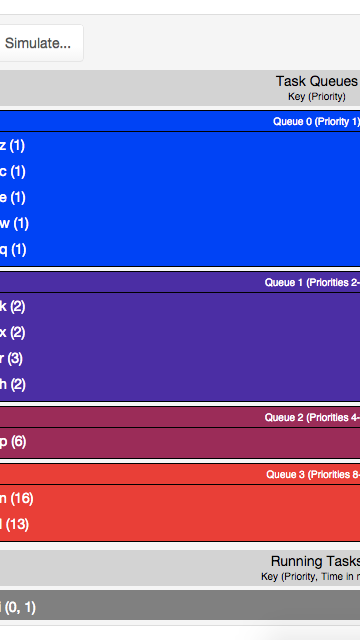 Simulate...
Task Queues
Key (Priority)
Queue 0 (Priority 1)
z (1)
c (1)
e (1)
w (1)
q (1)
Queue 1 (Priorities 2-
k (2)
x (2)
r (3)
h (2)
Queue 2 (Priorities 4-
p (6)
Queue 3 (Priorities 8-
n (16)
(13)
Running Tasks
Key (Priority, Time in
(0, 1)